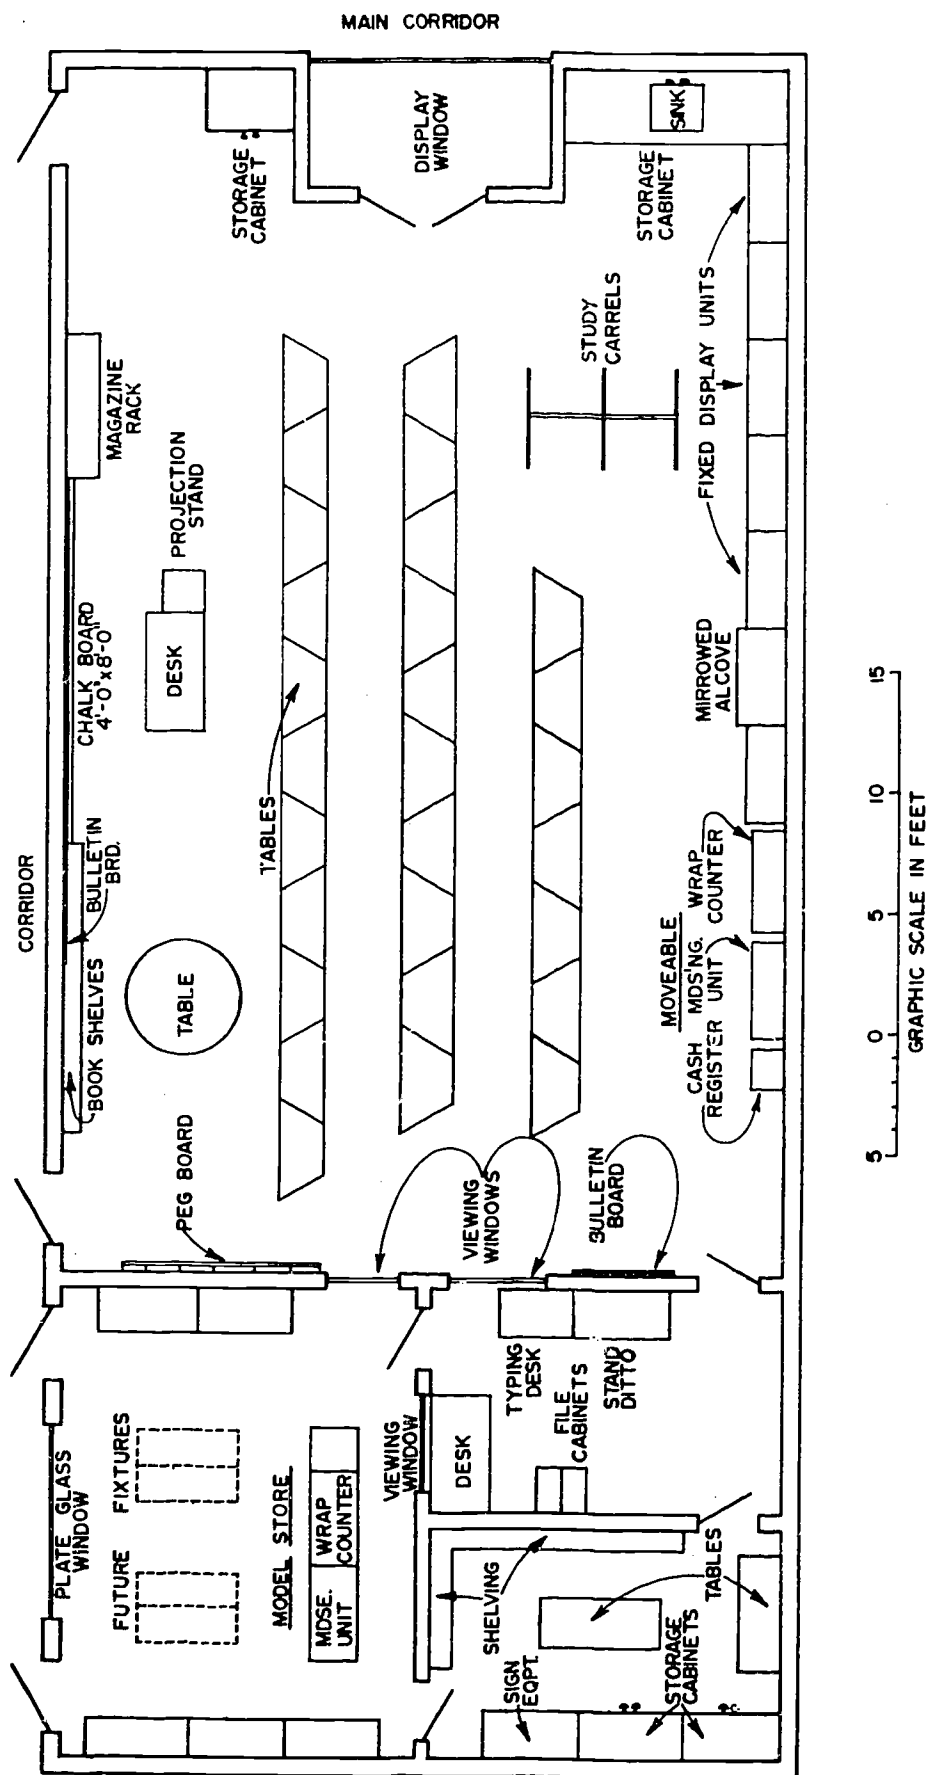 MAIN CORRIDOR
CORRIDOR
STORAGE
CABINET
DISPLAY
WINDOW
SINK
STORAGE
CABINET
MAGAZINE
RACK
PROJECTION
STAND
STUDY
CARRELS
FIXED DISPLAY UNITS
CHALK BOARD
4'-0"x8'-0"
DESK
MIRROWED
ALCOVE
BULLETIN
BRD.
TABLES
BOOK SHELVES
TABLE
MOVEABLE
CASH MDS'NG. WRAP
REGISTER UNIT COUNTER
PEG BOARD
VIEWING
WINDOWS
BULLETIN
BOARD
PLATE GLASS
WINDOW
FUTURE FIXTURES
MODEL STORE
MDSE.
UNIT
WRAP
COUNTER
VIEWING
WINDOW
DESK
TYPING
DESK
FILE
CABINETS
STAND
DITTO
SHELVING
TABLES
SIGN
EQPT.
STORAGE
CABINETS
5 0 5 10 15
GRAPHIC SCALE IN FEET